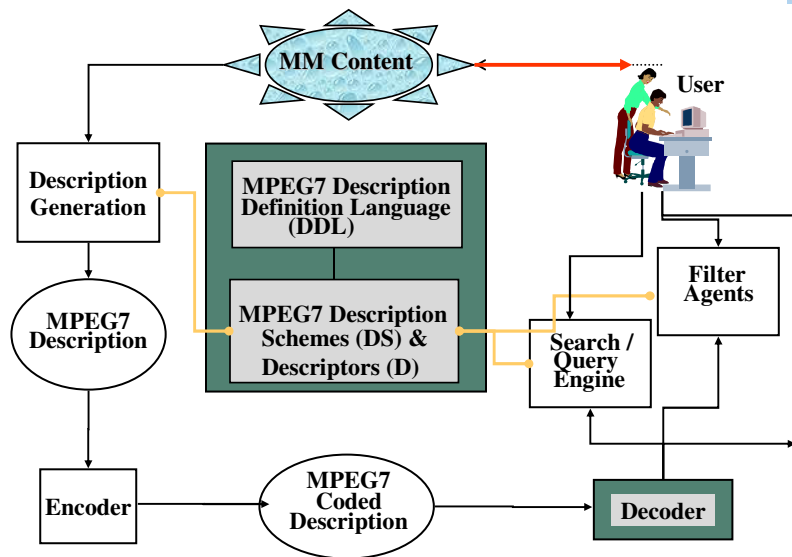 MM Content
User
Description
Generation
MPEG7 Description
Definition Language
(DDL)
MPEG7
Description
MPEG7 Description
Schemes (DS) &
Descriptors (D)
Filter
Agents
Search /
Query
Engine
Encoder
MPEG7
Coded
Description
Decoder